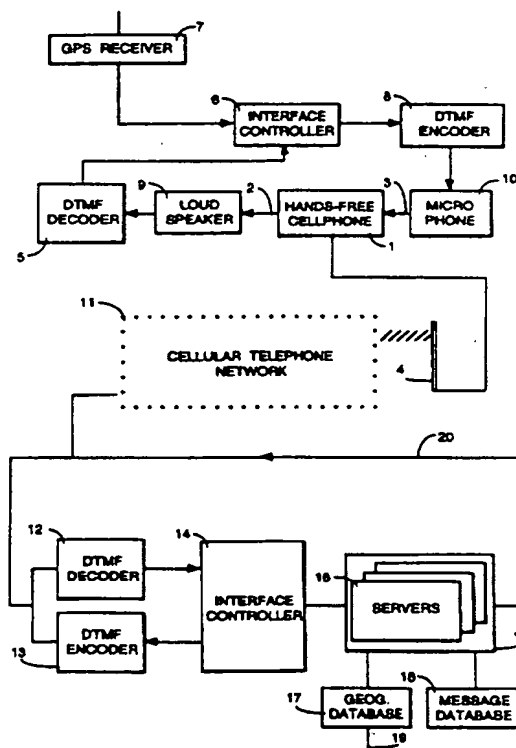 7
GPS RECEIVER
6
INTERFACE
CONTROLLER
8
DTMF
ENCODER
DTMF
DECODER
5
9
LOUD
SPEAKER
2
HANDS-FREE
CELLPHONE
1
3
MICRO
PHONE
10
11
CELLULAR TELEPHONE
NETWORK
4
20
12
DTMF
DECODER
14
INTERFACE
CONTROLLER
16
SERVERS
DTMF
ENCODER
13
17
GEOG.
DATABASE
18
MESSAGE
DATABASE
19